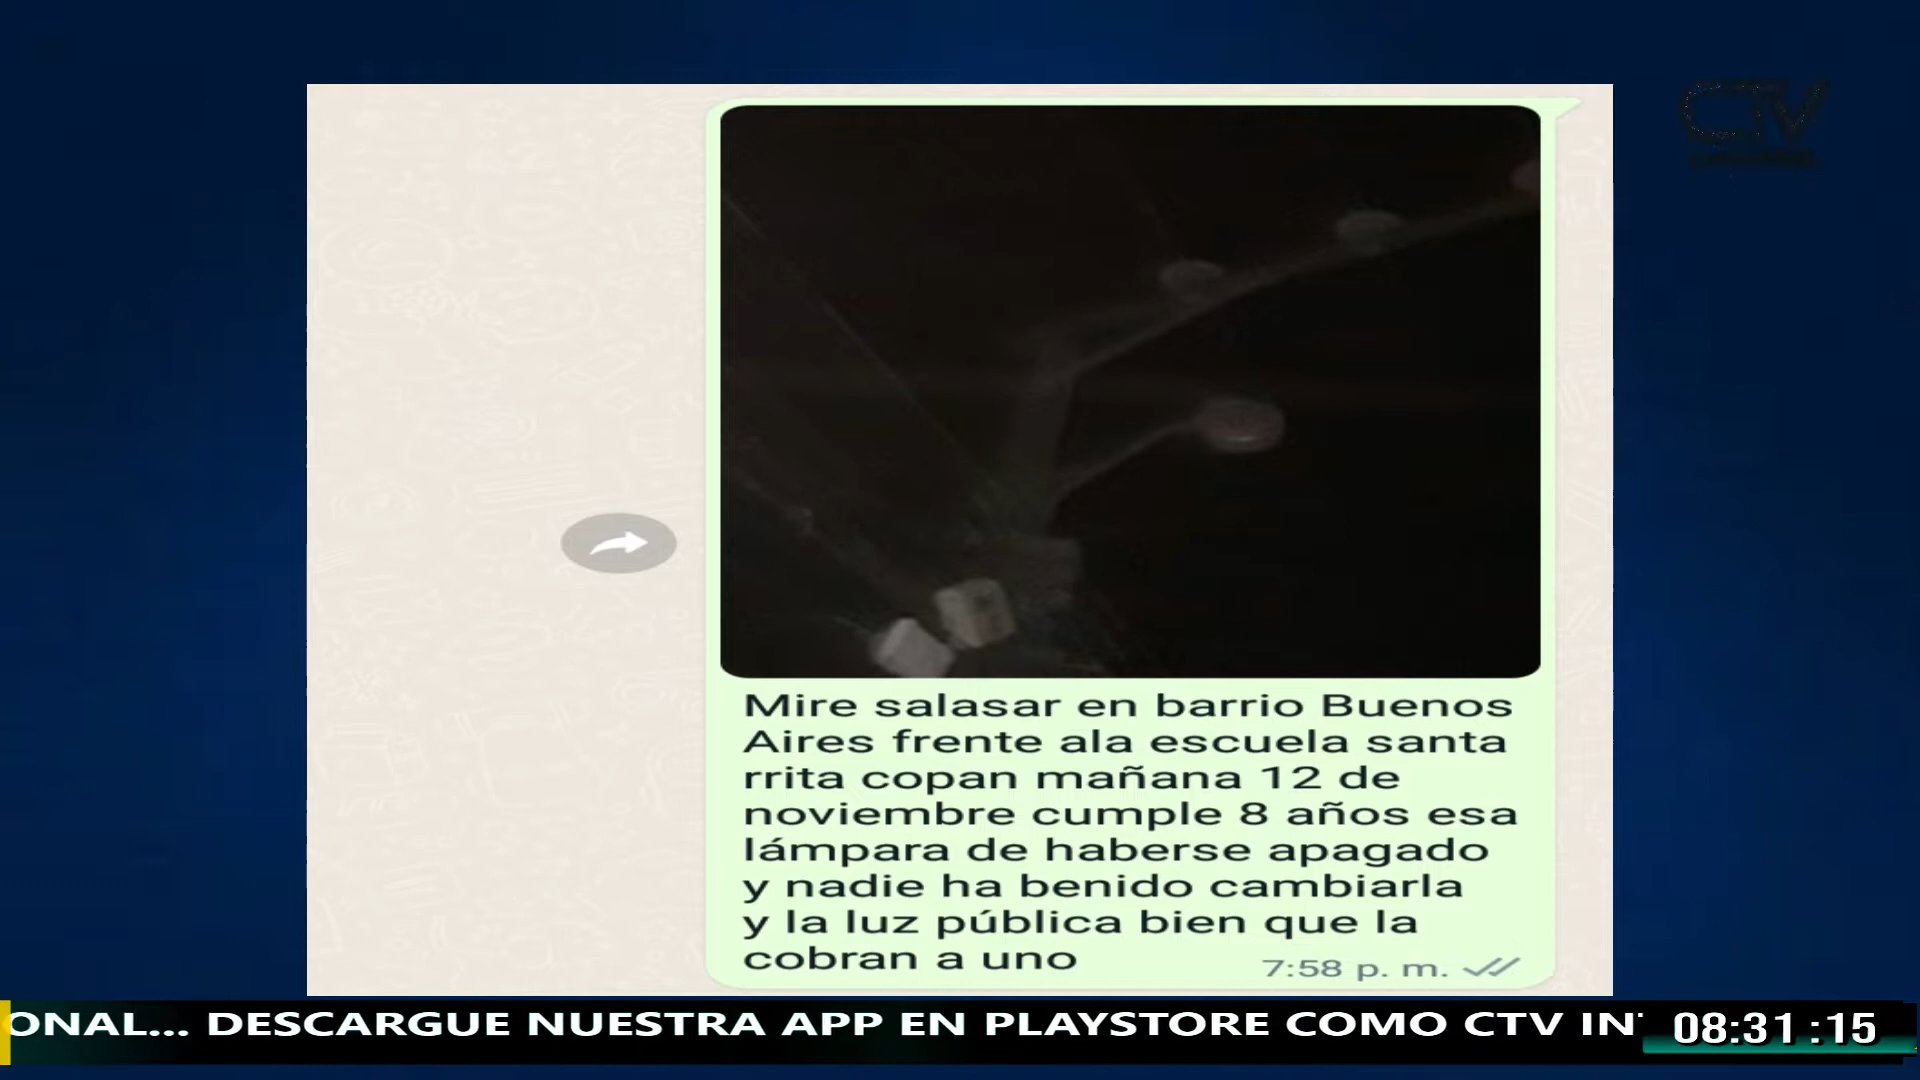 CTV
Mire salasar en barrio Buenos
Aires frente ala escuela santa
rrita copan mañana 12 de
noviembre cumple 8 años esa
lámpara de haberse apagado
y nadie ha benido cambiarla
y la luz pública bien que la
cobran a uno
7:58 p. m.
ONAL... DESCARGUE NUESTRA APP EN PLAYSTORE COMO CTV IN
08:31:15